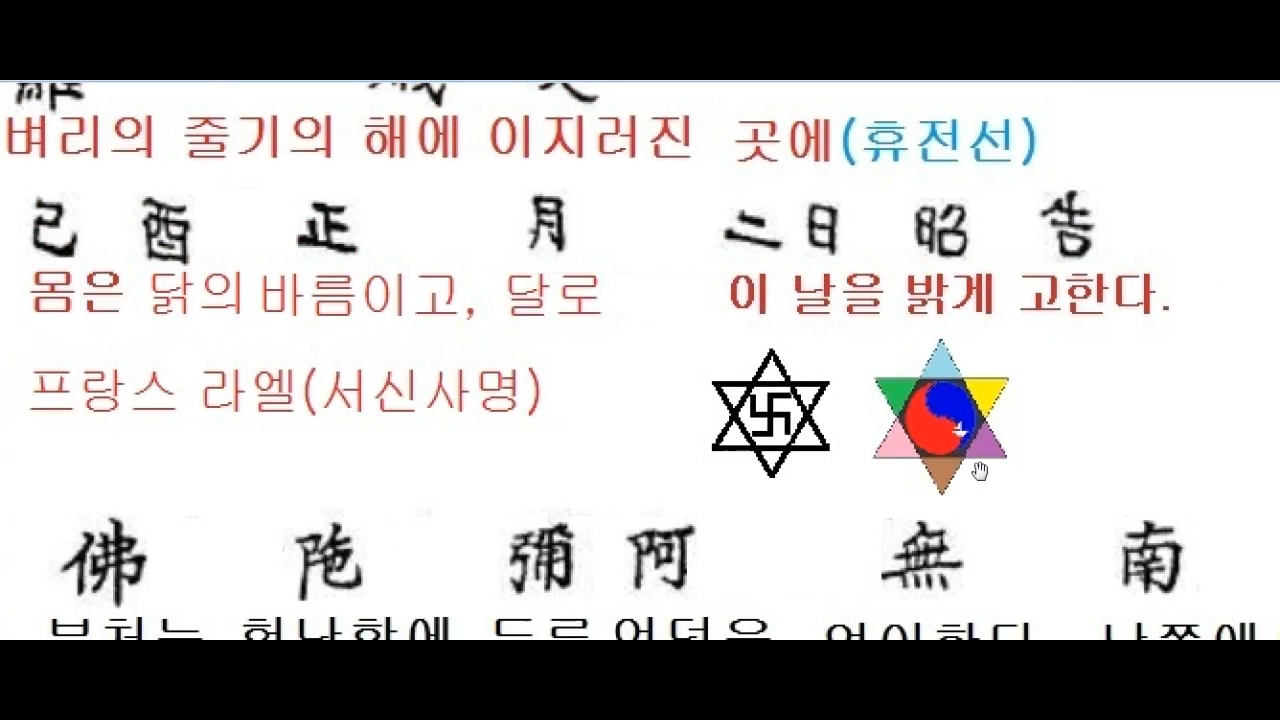 벼리의 줄기의 해에 이지러진 곳에(휴전선)
己 酉 正 月 二日 昭 告
몸은 닭의 바름이고, 달로 이 날을 밝게 고한다.
프랑스 라엘(서신사명)
佛 陁 彌 阿 無 南